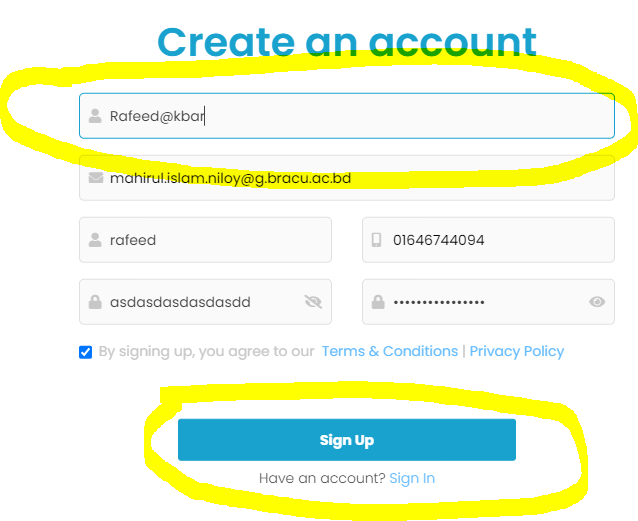 Create an account
Rafeed@kbar
mahirul.islam.niloy@g.bracu.ac.bd
rafeed
01646744094
asdasdasdasdasdd
••••••••••••••••
By signing up, you agree to our Terms & Conditions | Privacy Policy
Sign Up
Have an account? Sign In